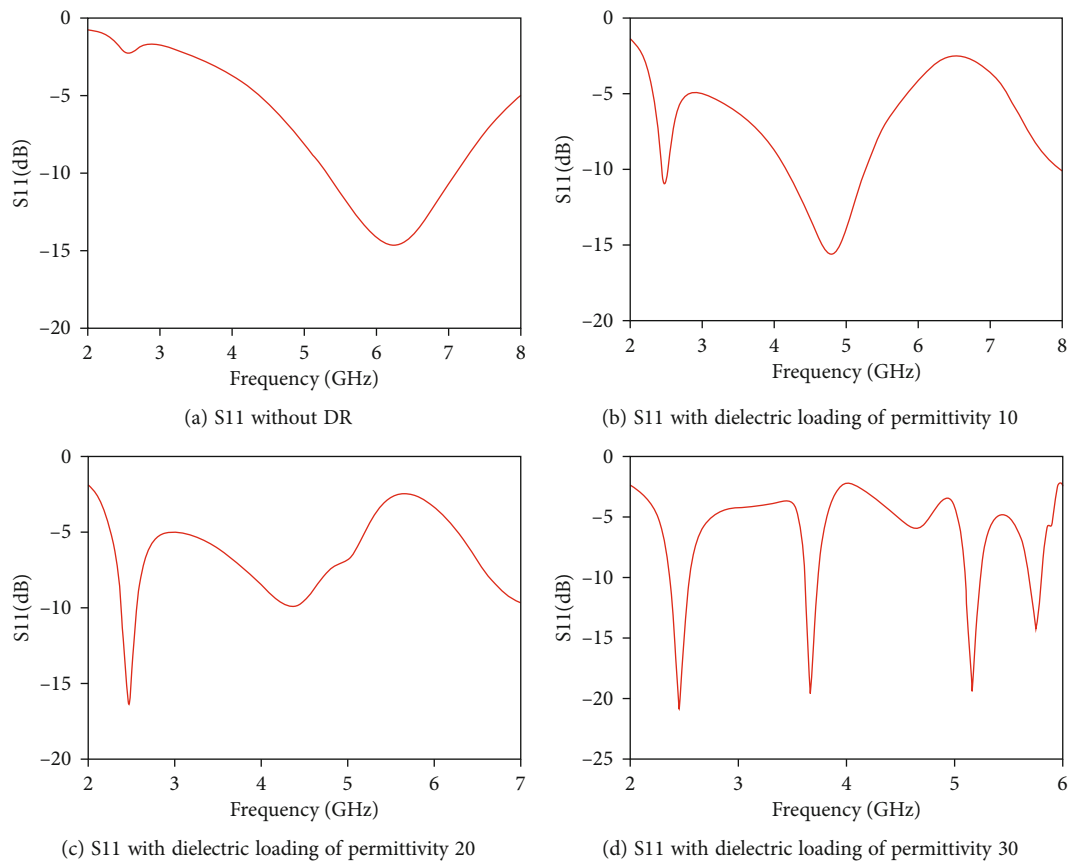 0
−5
−10
−15
−20
S11(dB)
2 3 4 5 6 7 8
Frequency (GHz)
(a) S11 without DR
0
−5
−10
−15
−20
S11(dB)
2 3 4 5 6 7 8
Frequency (GHz)
(b) S11 with dielectric loading of permittivity 10
0
−5
−10
−15
−20
S11(dB)
2 3 4 5 6 7
Frequency (GHz)
(c) S11 with dielectric loading of permittivity 20
0
−5
−10
−15
−20
−25
S11(dB)
2 3 4 5 6
Frequency (GHz)
(d) S11 with dielectric loading of permittivity 30